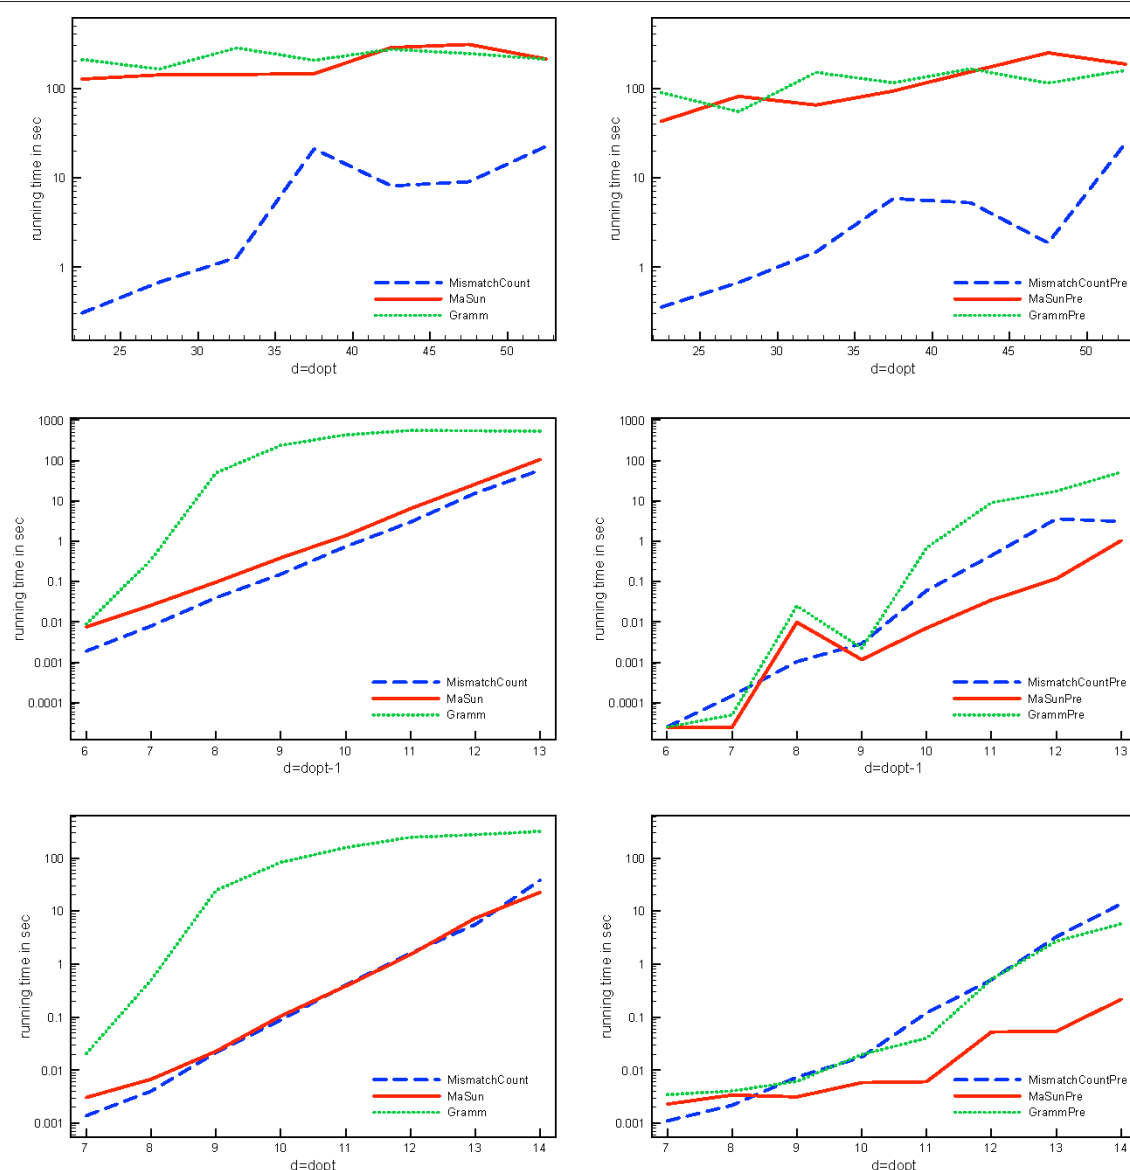 100
10
1
running time in sec
MismatchCount
MaSun
Gramm
25 30 35 40 45 50
d=dopt
100
10
1
running time in sec
MismatchCountPre
MaSunPre
GrammPre
25 30 35 40 45 50
d=dopt
1000
100
10
1
0.1
0.01
0.001
0.0001
running time in sec
MismatchCount
MaSun
Gramm
6 7 8 9 10 11 12 13
d=dopt-1
1000
100
10
1
0.1
0.01
0.001
0.0001
running time in sec
MismatchCountPre
MaSunPre
GrammPre
6 7 8 9 10 11 12 13
d=dopt-1
100
10
1
0.1
0.01
0.001
running time in sec
MismatchCount
MaSun
Gramm
7 8 9 10 11 12 13 14
d=dopt
100
10
1
0.1
0.01
0.001
running time in sec
MismatchCountPre
MaSunPre
GrammPre
7 8 9 10 11 12 13 14
d=dopt